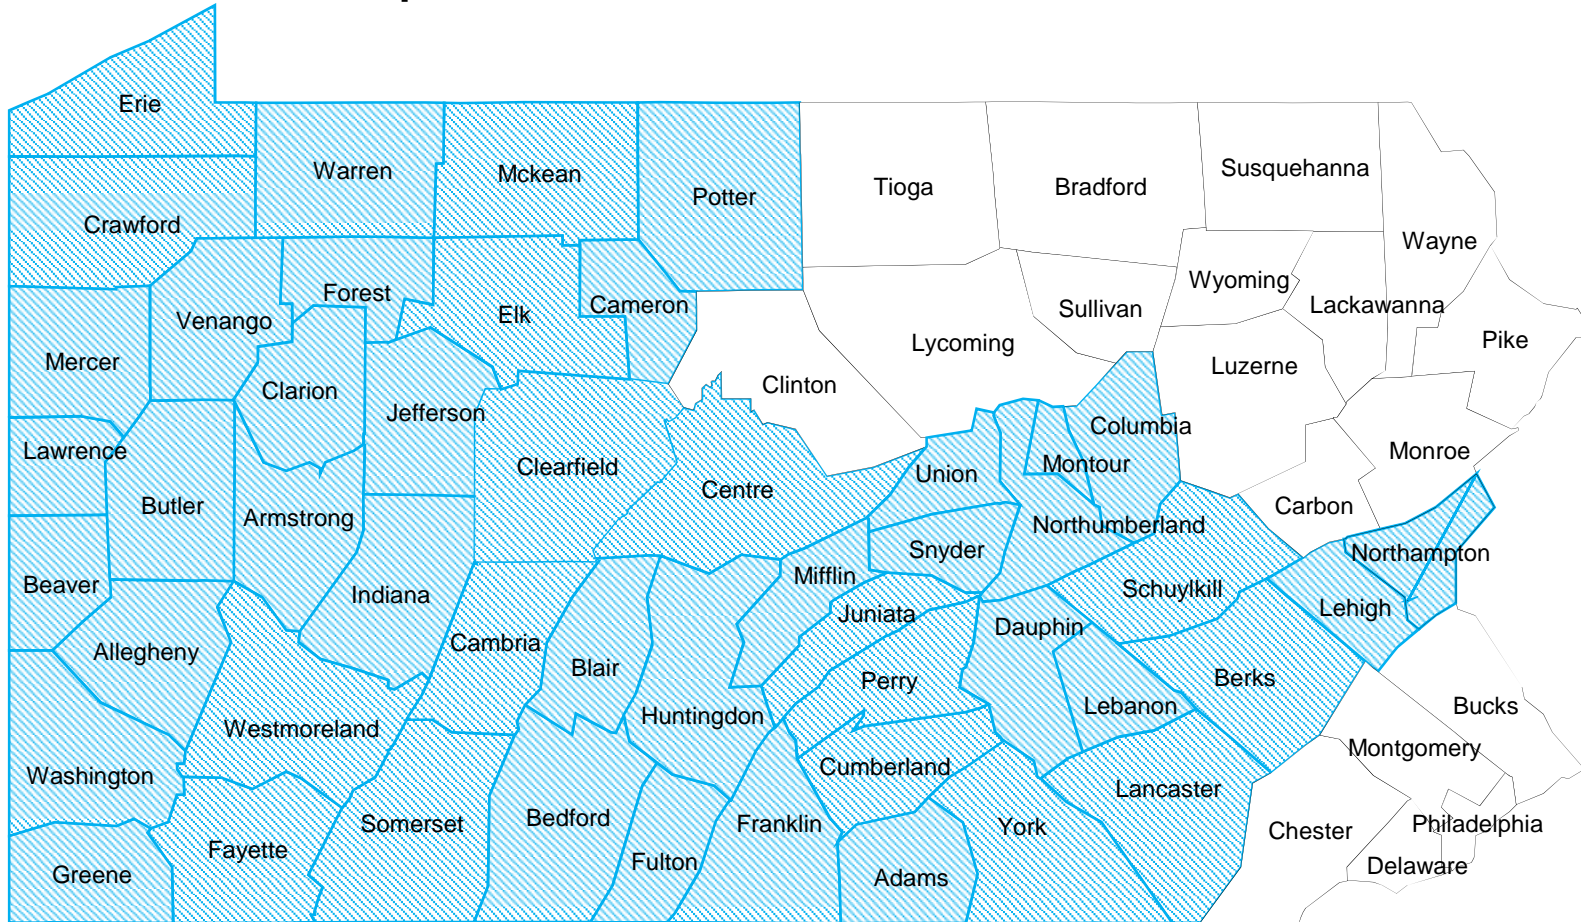 Erie
Warren
Mckean
Potter
Tioga
Bradford
Susquehanna
Wayne
Crawford
Venango
Forest
Elk
Cameron
Sullivan
Wyoming
Lackawanna
Pike
Mercer
Clarion
Jefferson
Clinton
Lycoming
Luzerne
Monroe
Lawrence
Butler
Armstrong
Clearfield
Centre
Union
Montour
Columbia
Carbon
Beaver
Indiana
Mifflin
Snyder
Northumberland
Northampton
Allegheny
Cambria
Blair
Juniata
Dauphin
Schuylkill
Lehigh
Washington
Westmoreland
Huntingdon
Perry
Lebanon
Berks
Bucks
Montgomery
Greene
Fayette
Somerset
Bedford
Fulton
Franklin
Cumberland
Adams
York
Lancaster
Chester
Delaware
Philadelphia